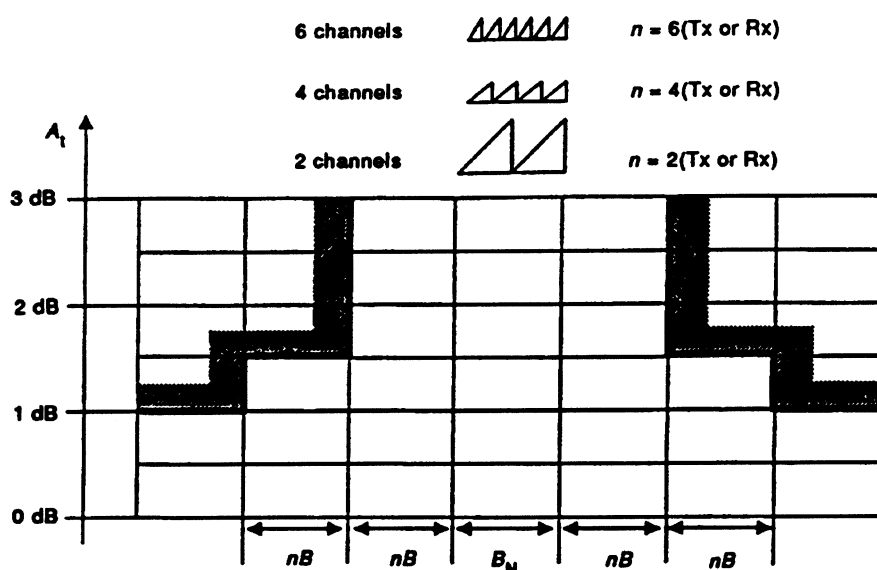 6 channels n = 6(Tx or Rx)
4 channels n = 4(Tx or Rx)
2 channels n = 2(Tx or Rx)
Aₜ
3 dB
2 dB
1 dB
0 dB
nB nB B_N nB nB